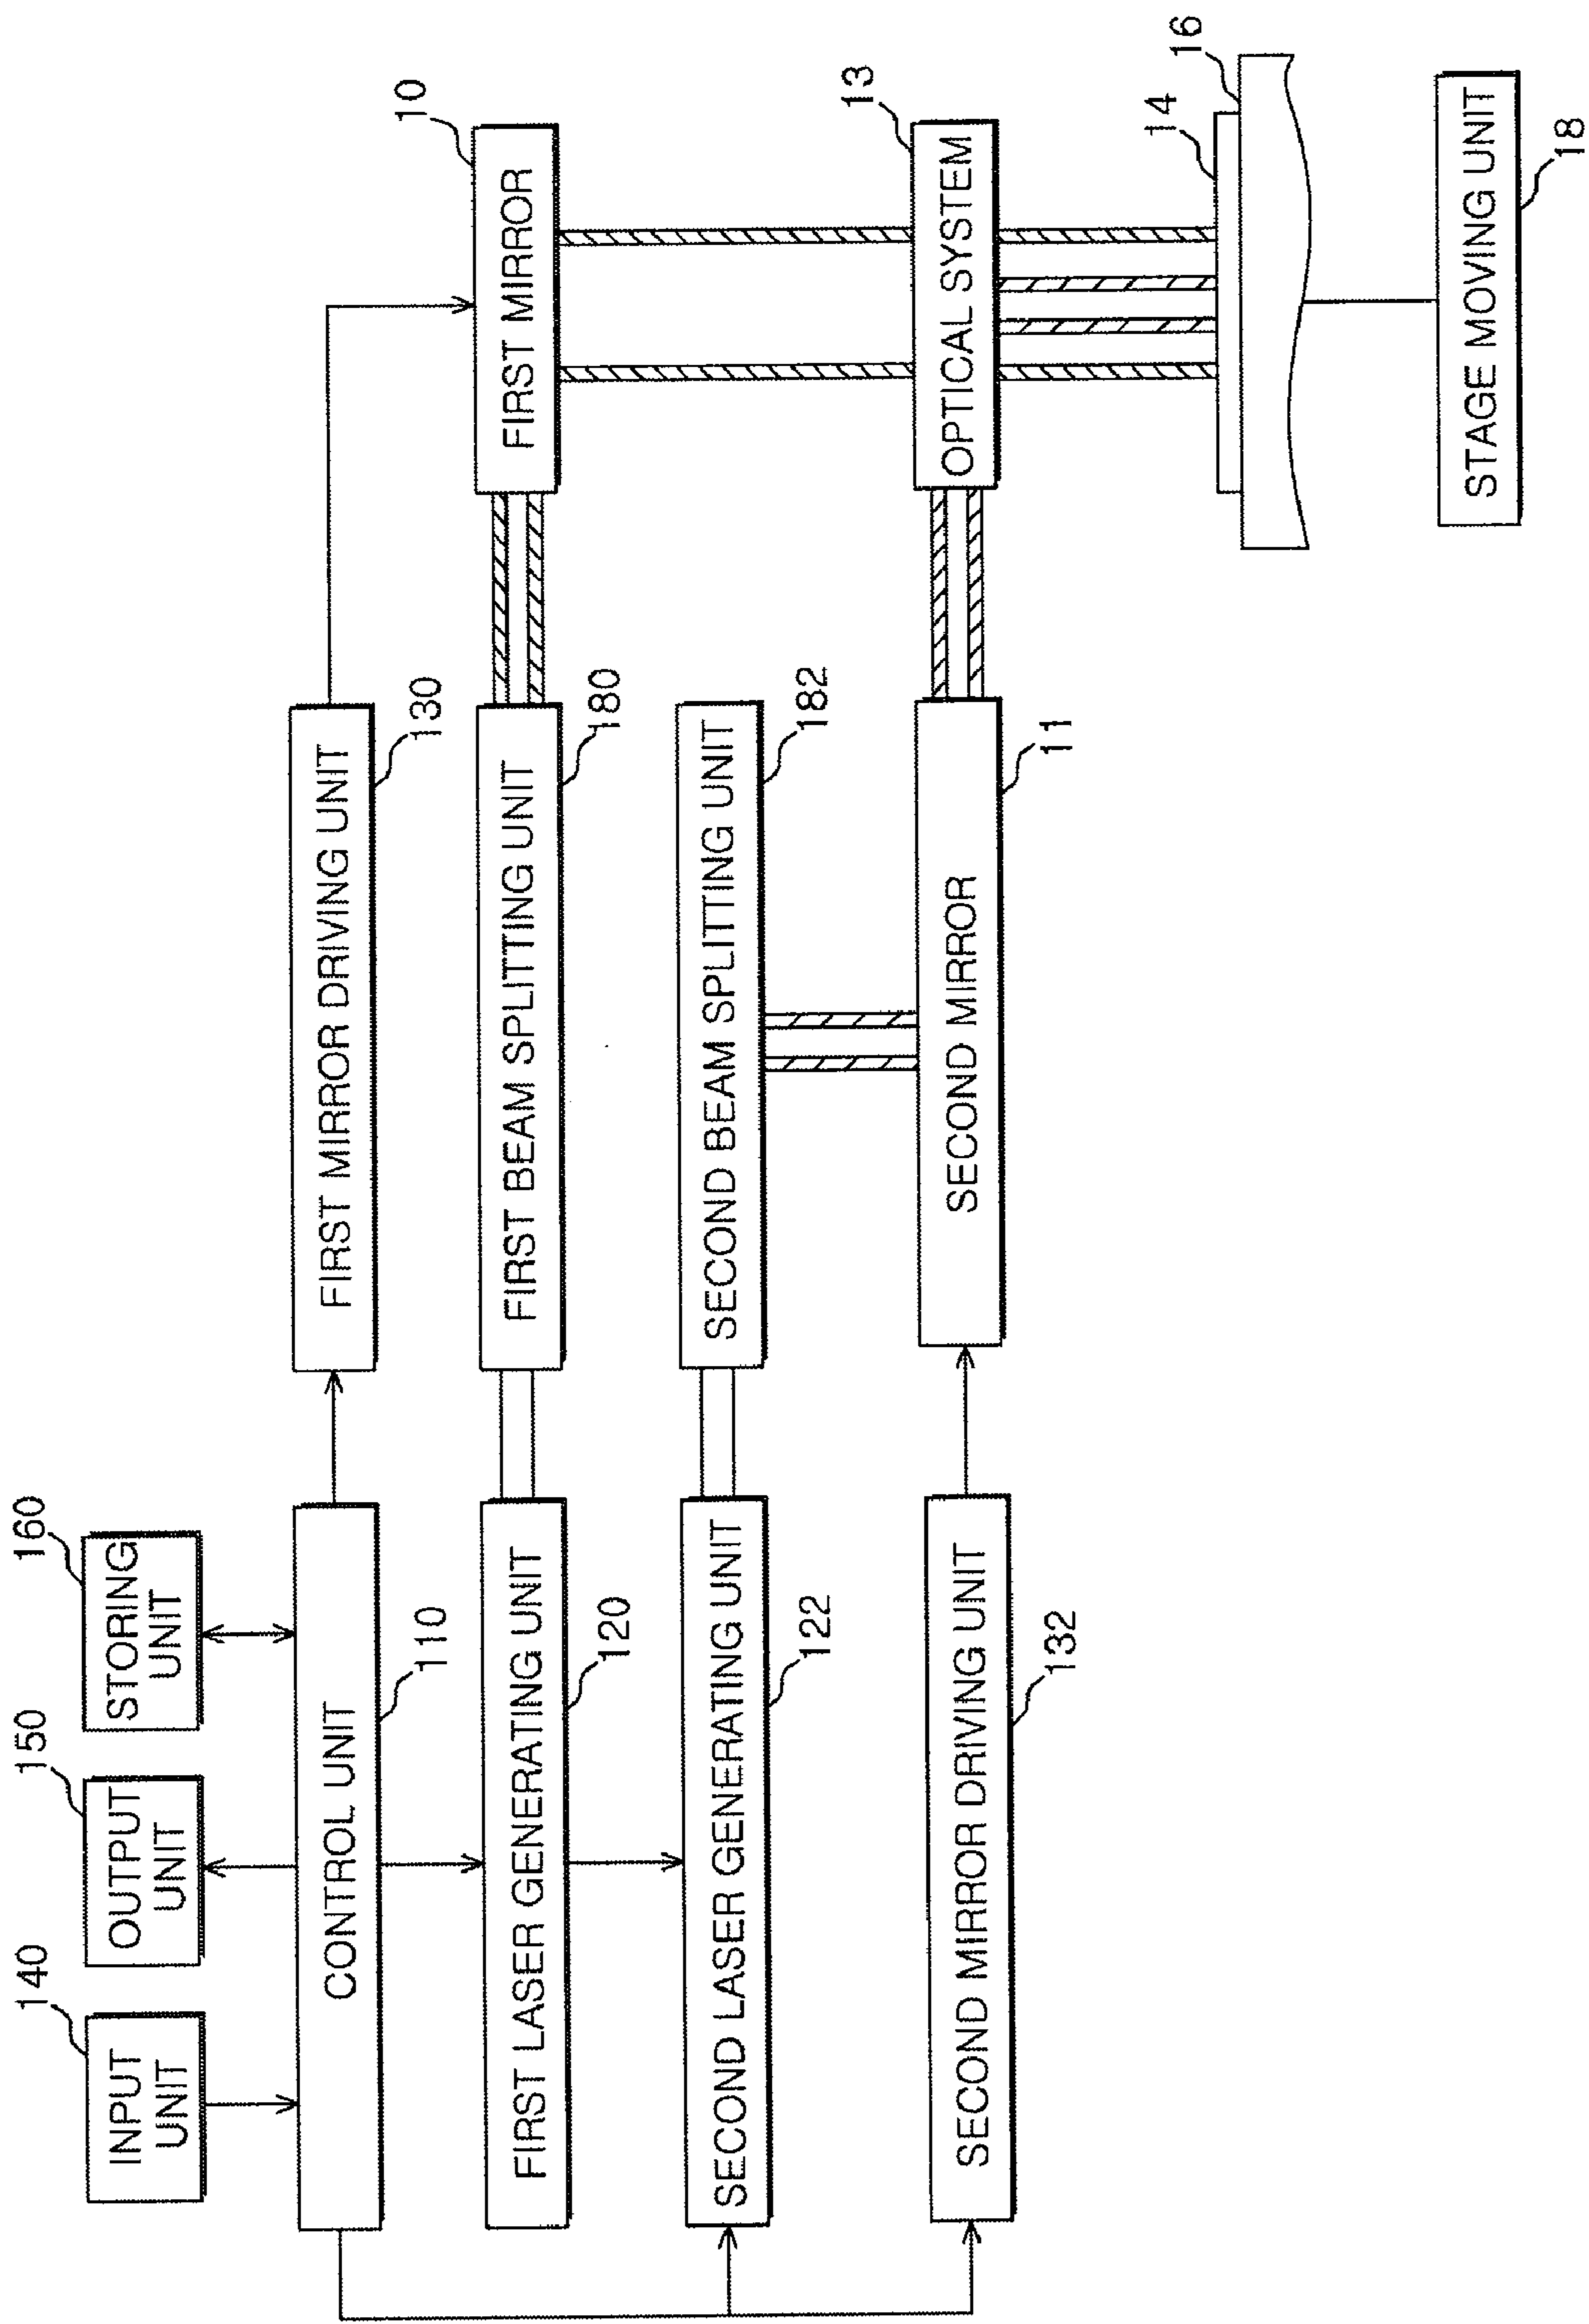 140
INPUT
UNIT
150
OUTPUT
UNIT
160
STORING
UNIT
CONTROL UNIT
110
FIRST MIRROR DRIVING UNIT
130
10
FIRST MIRROR
FIRST LASER GENERATING UNIT
120
FIRST BEAM SPLITTING UNIT
180
SECOND LASER GENERATING UNIT
122
SECOND BEAM SPLITTING UNIT
182
SECOND MIRROR DRIVING UNIT
132
SECOND MIRROR
11
13
OPTICAL SYSTEM
14
16
STAGE MOVING UNIT
18